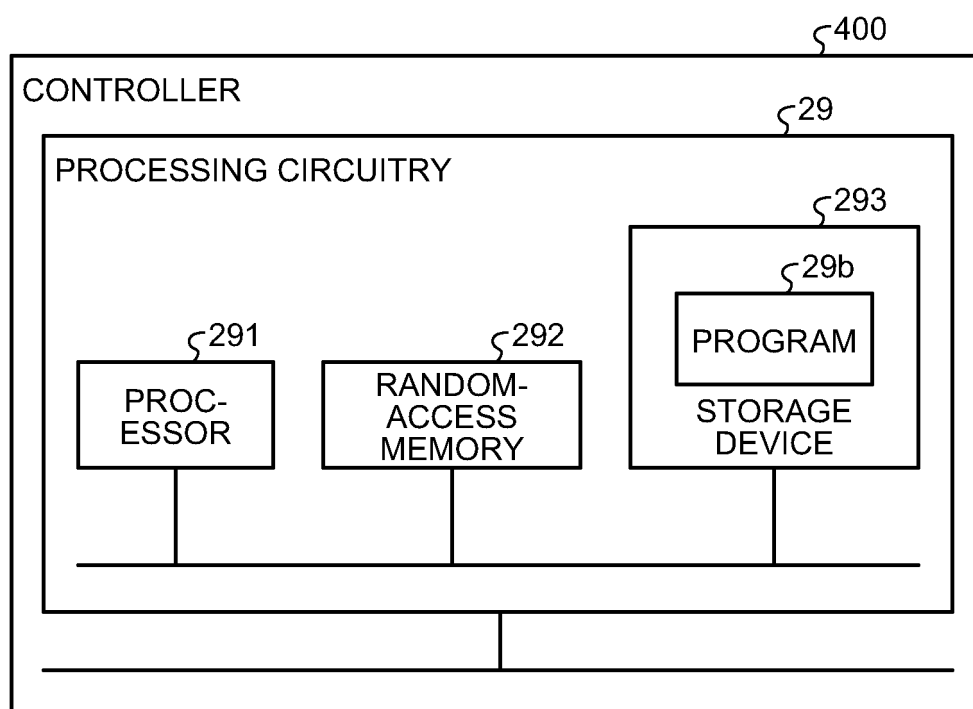 400
CONTROLLER
29
PROCESSING CIRCUITRY
293
29b
PROGRAM
STORAGE
DEVICE
291
PROC-
ESSOR
292
RANDOM-
ACCESS
MEMORY